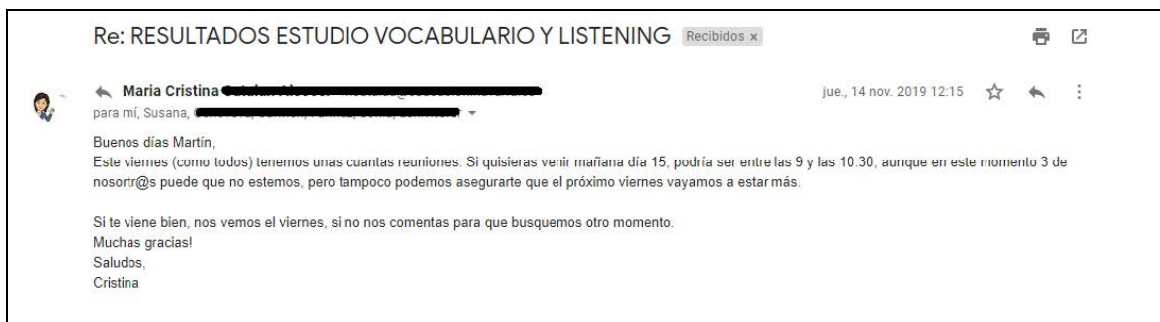 Re: RESULTADOS ESTUDIO VOCABULARIO Y LISTENING Recibidos x
Maria Cristina
jue., 14 nov. 2019 12:15
para mí, Susana,
Buenos días Martín,
Este viernes (como todos) tenemos unas cuantas reuniones. Si quisieras venir mañana día 15, podría ser entre las 9 y las 10.30, aunque en este momento 3 de
nosotr@s puede que no estemos, pero tampoco podemos asegurarte que el próximo viernes vayamos a estar más.
Si te viene bien, nos vemos el viernes, si no nos comentas para que busquemos otro momento.
Muchas gracias!
Saludos,
Cristina